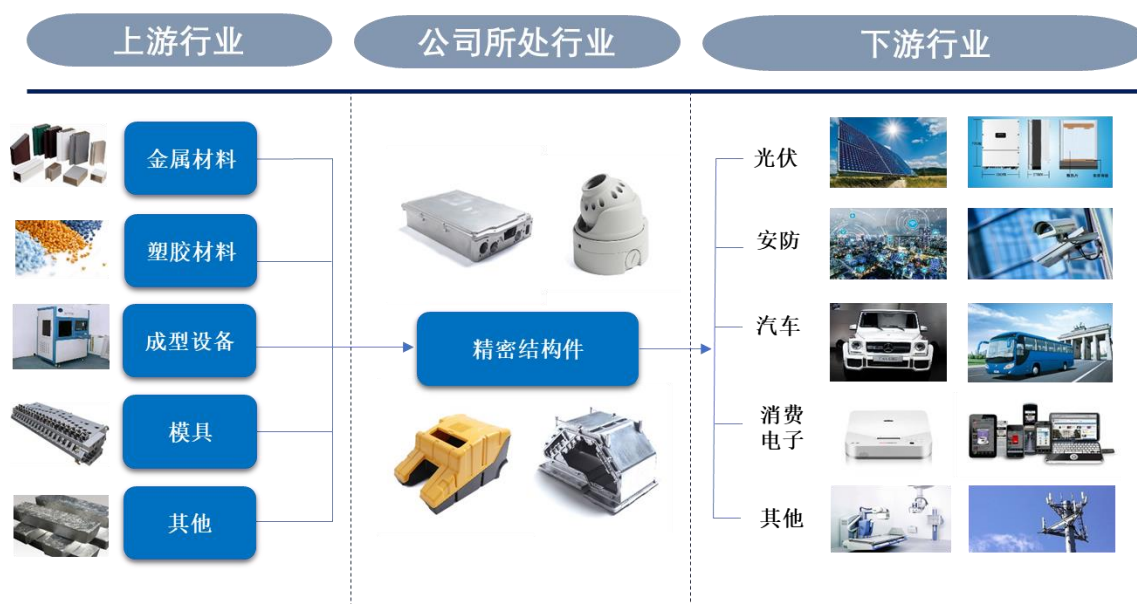 上游行业
公司所处行业
下游行业
金属材料
塑胶材料
成型设备
模具
其他
精密结构件
光伏
安防
汽车
消费
电子
其他